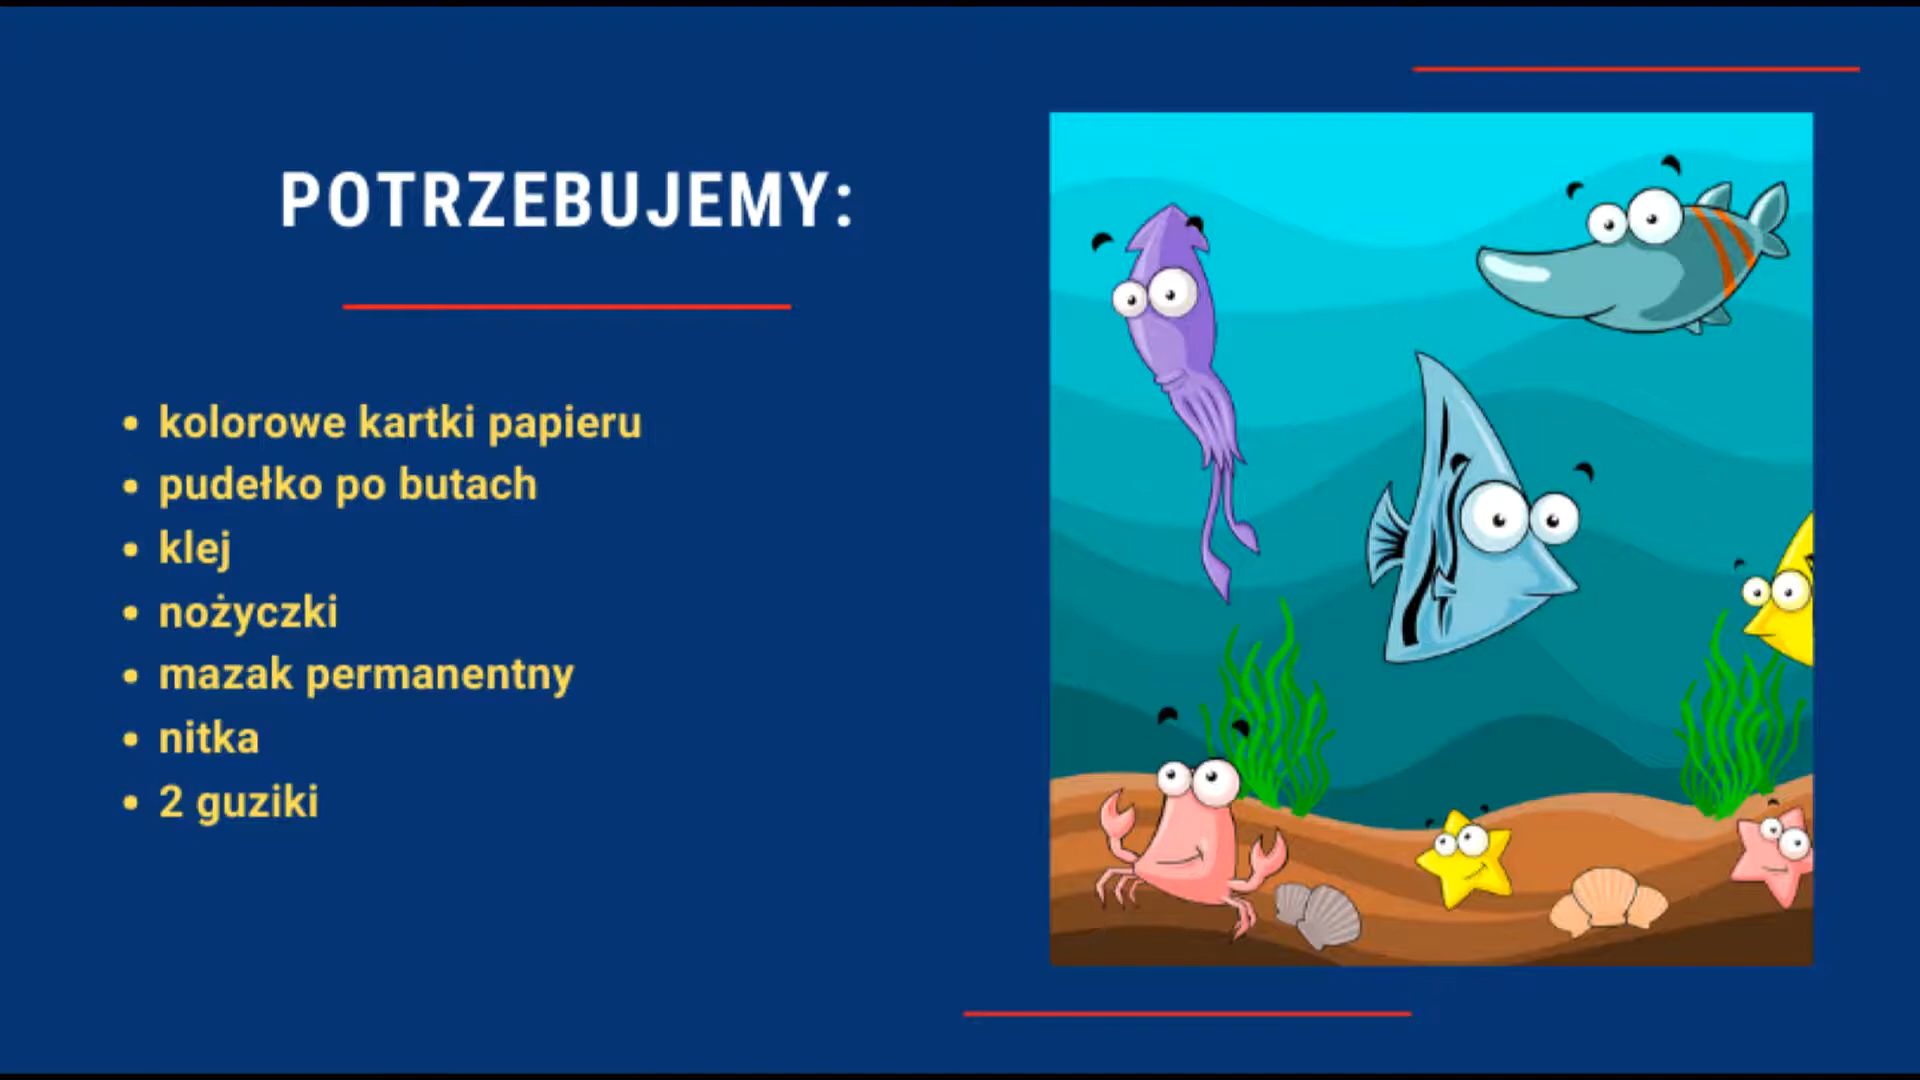 POTRZEBUJEMY:
• kolorowe kartki papieru
• pudełko po butach
• klej
• nożyczki
• mazak permanentny
• nitka
• 2 guziki